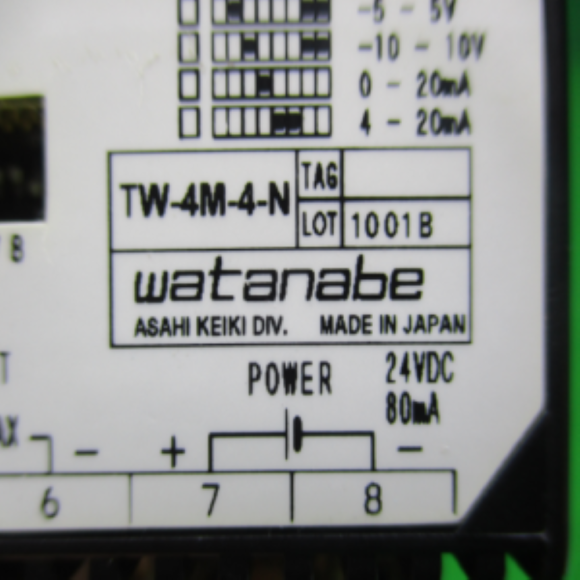 -5 - 5V
-10 - 10V
0 - 20mA
4 - 20mA
TW-4M-4-N
TAG
LOT 1001B
B
watanabe
ASAHI KEIKI DIV. MADE IN JAPAN
POWER 24VDC
80mA
- + -
6 7 8